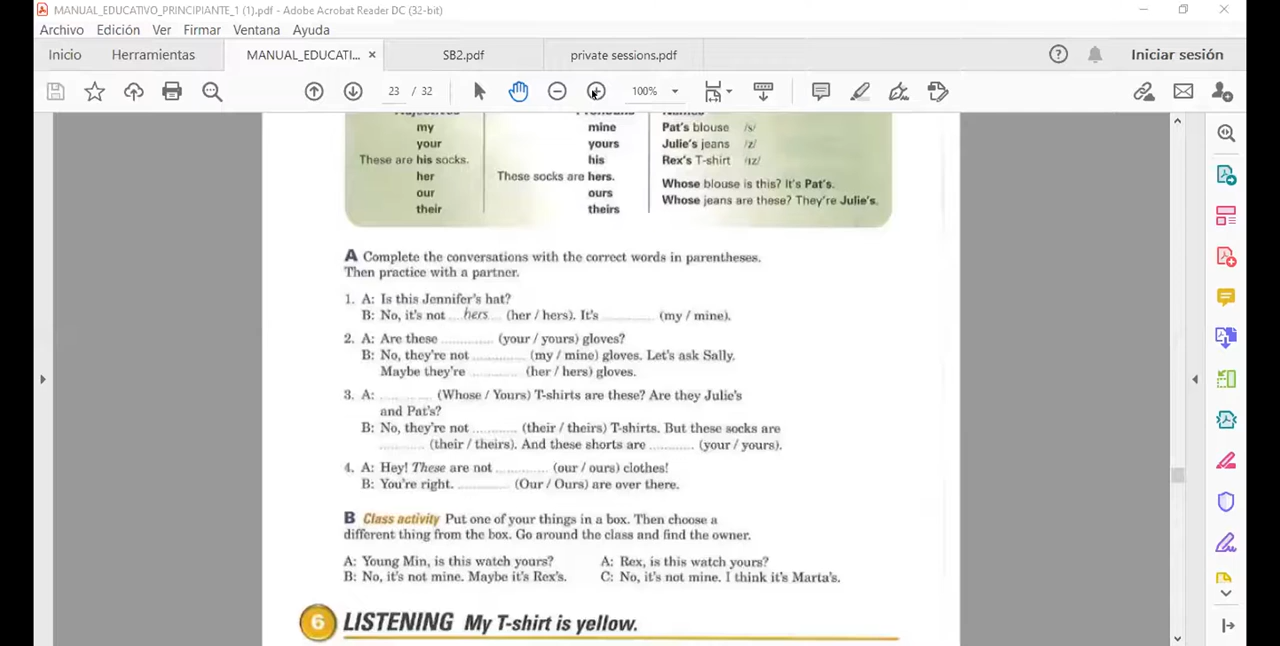 MANUAL_EDUCATIVO_PRINCIPIANTE_1 (1).pdf - Adobe Acrobat Reader DC (32-bit)
Archivo Edición Ver Firmar Ventana Ayuda
Inicio Herramientas MANUAL_EDUCATI... × SB2.pdf private sessions.pdf Iniciar sesión
23 / 32 100%
my mine Pat's blouse /s/
your yours Julie's jeans /z/
These are his socks. his Rex's T-shirt /ɪz/
her These socks are hers. Whose blouse is this? It's Pat's.
our ours Whose jeans are these? They're Julie's.
their theirs
A Complete the conversations with the correct words in parentheses.
Then practice with a partner.
1. A: Is this Jennifer's hat?
B: No, it's not ...hers... (her / hers). It's ............ (my / mine).
2. A: Are these ............ (your / yours) gloves?
B: No, they're not ............ (my / mine) gloves. Let's ask Sally.
Maybe they're ............ (her / hers) gloves.
3. A: ............ (Whose / Yours) T-shirts are these? Are they Julie's
and Pat's?
B: No, they're not ............ (their / theirs) T-shirts. But these socks are
............ (their / theirs). And these shorts are ............ (your / yours).
4. A: Hey! These are not ............ (our / ours) clothes!
B: You're right. ............ (Our / Ours) are over there.
B Class activity Put one of your things in a box. Then choose a
different thing from the box. Go around the class and find the owner.
A: Young Min, is this watch yours? A: Rex, is this watch yours?
B: No, it's not mine. Maybe it's Rex's. C: No, it's not mine. I think it's Marta's.
6 LISTENING My T-shirt is yellow.